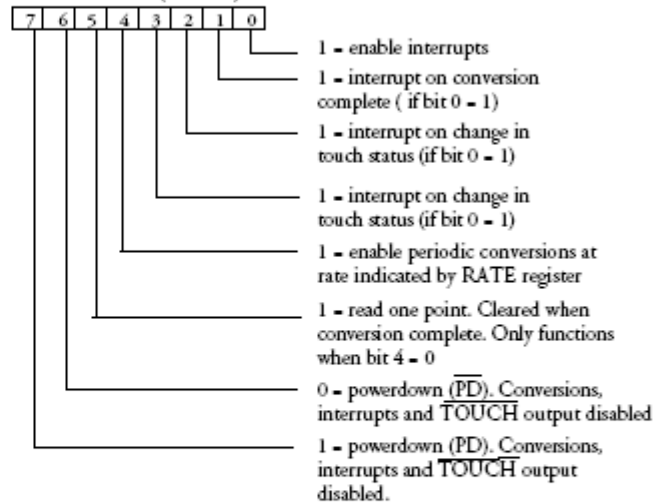 7 6 5 4 3 2 1 0
1 = enable interrupts
1 = interrupt on conversion
complete ( if bit 0 = 1)
1 = interrupt on change in
touch status (if bit 0 = 1)
1 = interrupt on change in
touch status (if bit 0 = 1)
1 = enable periodic conversions at
rate indicated by RATE register
1 = read one point. Cleared when
conversion complete. Only functions
when bit 4 = 0
0 = powerdown (P̅D̅). Conversions,
interrupts and T̅O̅U̅C̅H̅ output disabled
1 = powerdown (PD). Conversions,
interrupts and T̅O̅U̅C̅H̅ output
disabled.